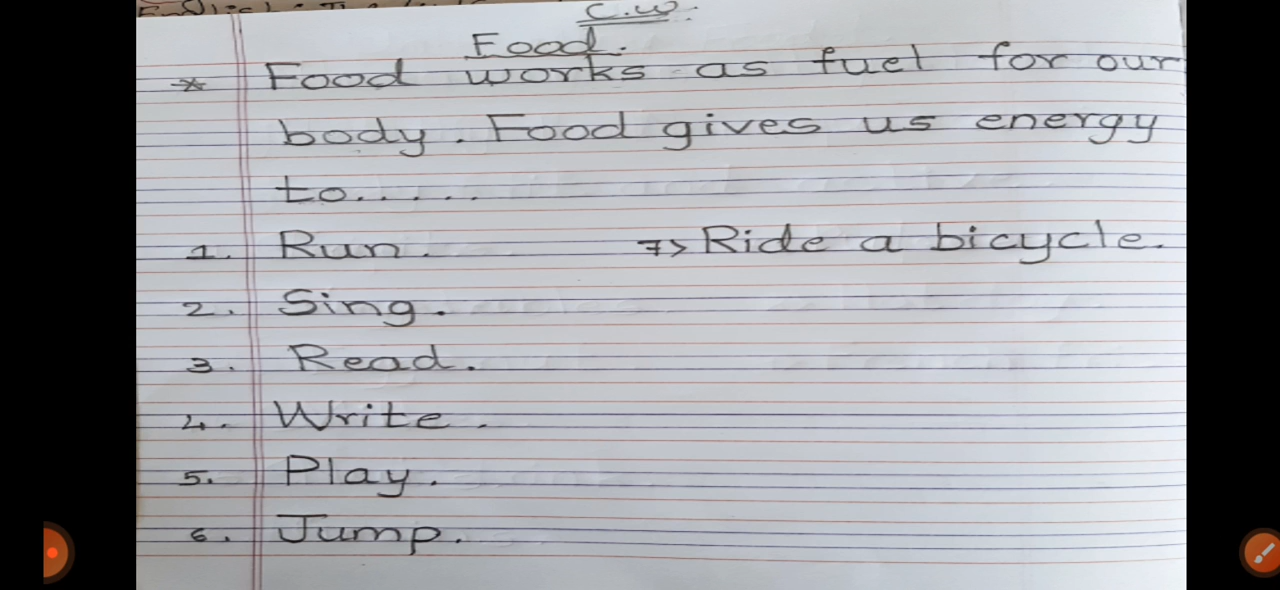 C.W.
Food.
* Food works as fuel for our
body. Food gives us energy
to.....
1. Run. 7> Ride a bicycle.
2. Sing.
3. Read.
4. Write.
5. Play.
6. Jump.